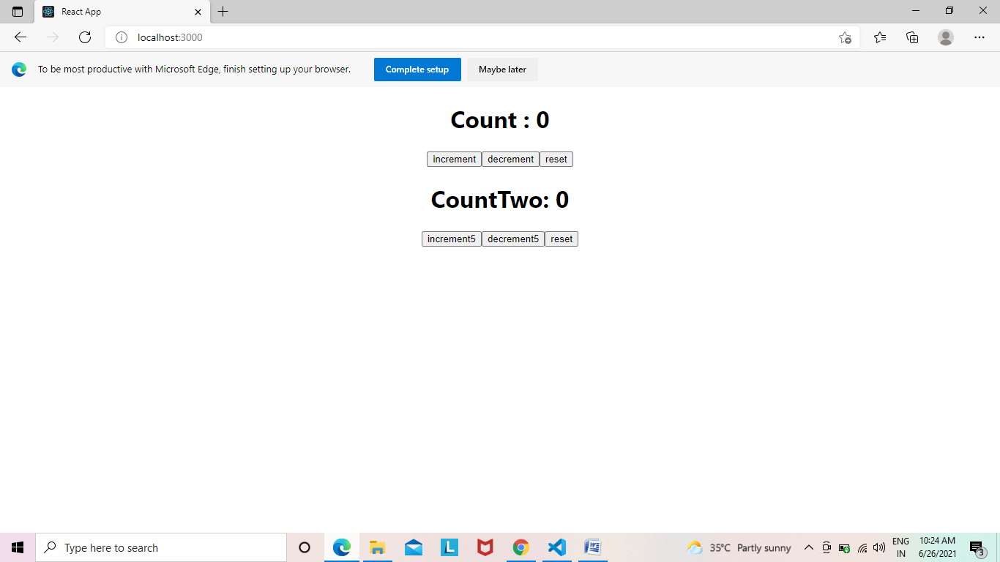 React App
localhost:3000
To be most productive with Microsoft Edge, finish setting up your browser. Complete setup Maybe later
Count : 0
increment decrement reset
CountTwo: 0
increment5 decrement5 reset
Type here to search
L
W
35°C Partly sunny
ENG
IN
10:24 AM
6/26/2021
3